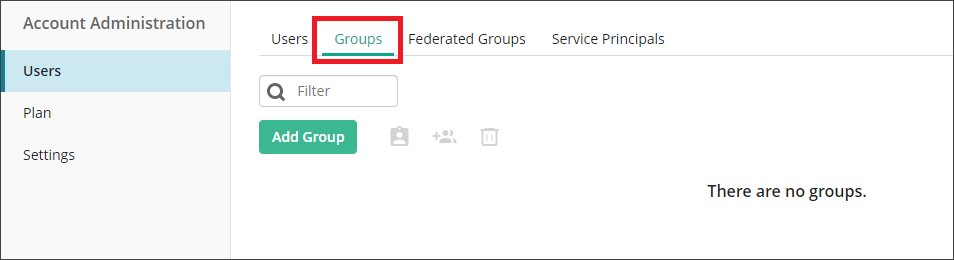 Account Administration
Users
Plan
Settings
Users Groups Federated Groups Service Principals
Filter
Add Group
There are no groups.